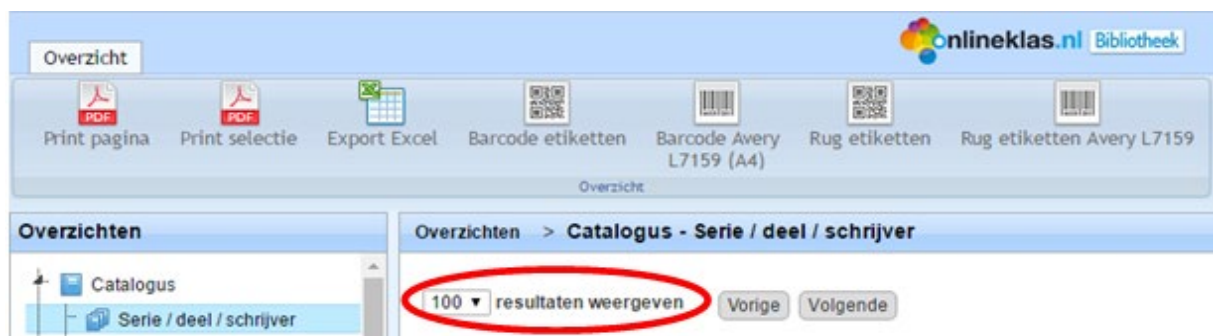 Overzicht
onlineklas.nl Bibliotheek
PDF PDF
Print pagina Print selectie Export Excel Barcode etiketten Barcode Avery L7159 (A4) Rug etiketten Rug etiketten Avery L7159
Overzicht
Overzichten
Overzichten > Catalogus - Serie / deel / schrijver
Catalogus
Serie / deel / schrijver
100 ▼ resultaten weergeven Vorige Volgende